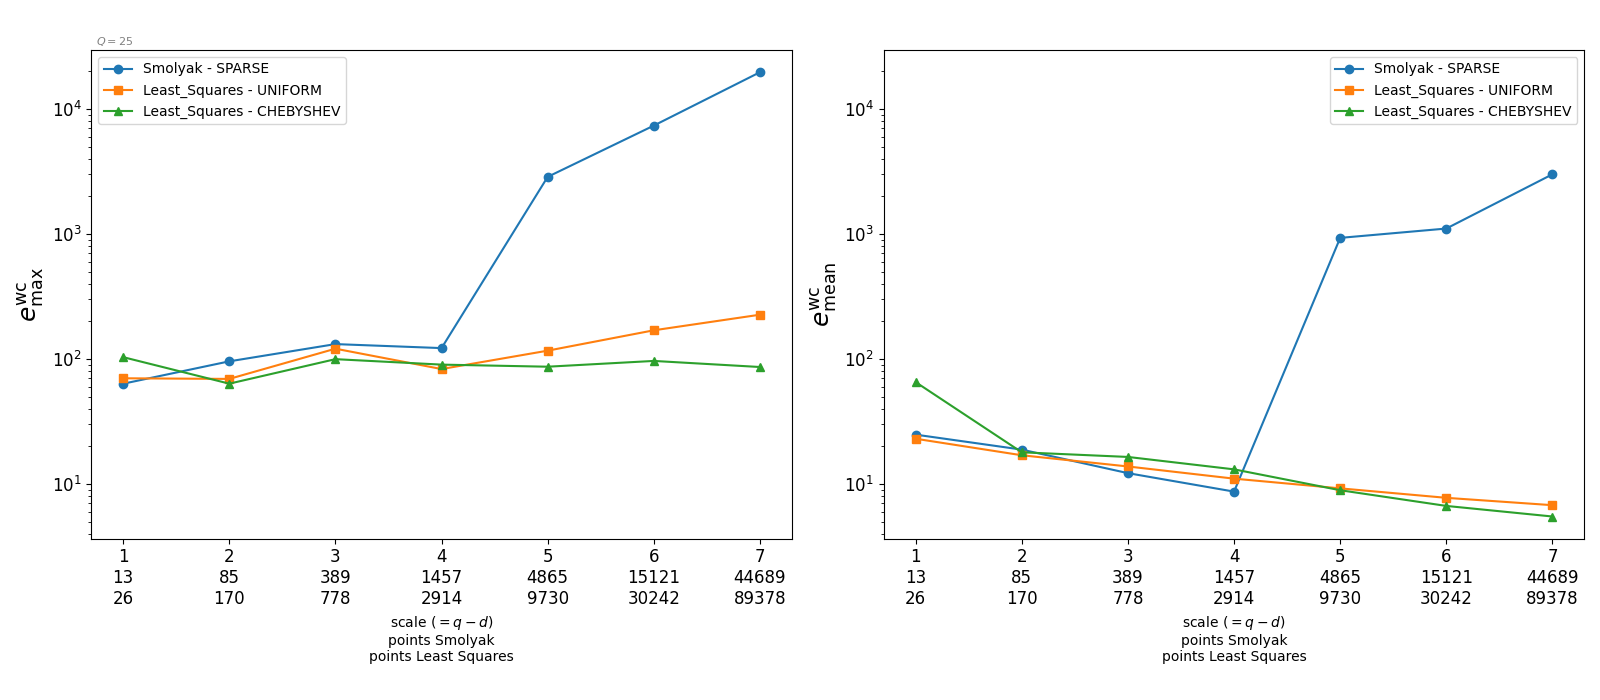 Q = 25
Smolyak - SPARSE
Least_Squares - UNIFORM
Least_Squares - CHEBYSHEV
10^4
10^3
10^2
10^1
e^wc_max
1 2 3 4 5 6 7
13 85 389 1457 4865 15121 44689
26 170 778 2914 9730 30242 89378
scale (= q − d)
points Smolyak
points Least Squares
Smolyak - SPARSE
Least_Squares - UNIFORM
Least_Squares - CHEBYSHEV
10^4
10^3
10^2
10^1
e^wc_mean
1 2 3 4 5 6 7
13 85 389 1457 4865 15121 44689
26 170 778 2914 9730 30242 89378
scale (= q − d)
points Smolyak
points Least Squares